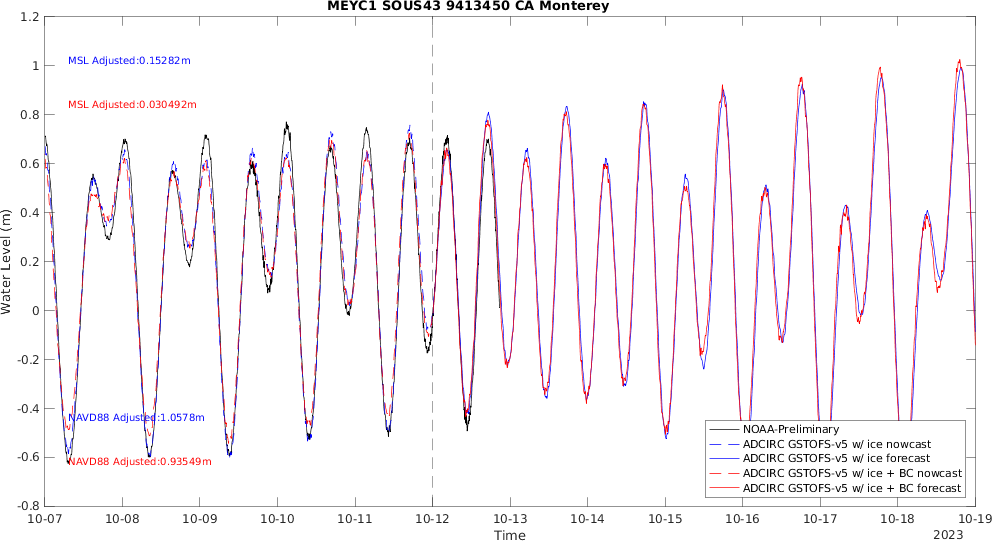 MEYC1 SOUS43 9413450 CA Monterey
1.2
1
0.8
0.6
0.4
0.2
0
-0.2
-0.4
-0.6
-0.8
Water Level (m)
MSL Adjusted:0.15282m
MSL Adjusted:0.030492m
NAVD88 Adjusted:1.0578m
NAVD88 Adjusted:0.93549m
NOAA-Preliminary
ADCIRC GSTOFS-v5 w/ ice nowcast
ADCIRC GSTOFS-v5 w/ ice forecast
ADCIRC GSTOFS-v5 w/ ice + BC nowcast
ADCIRC GSTOFS-v5 w/ ice + BC forecast
10-07 10-08 10-09 10-10 10-11 10-12 10-13 10-14 10-15 10-16 10-17 10-18 10-19
Time
2023